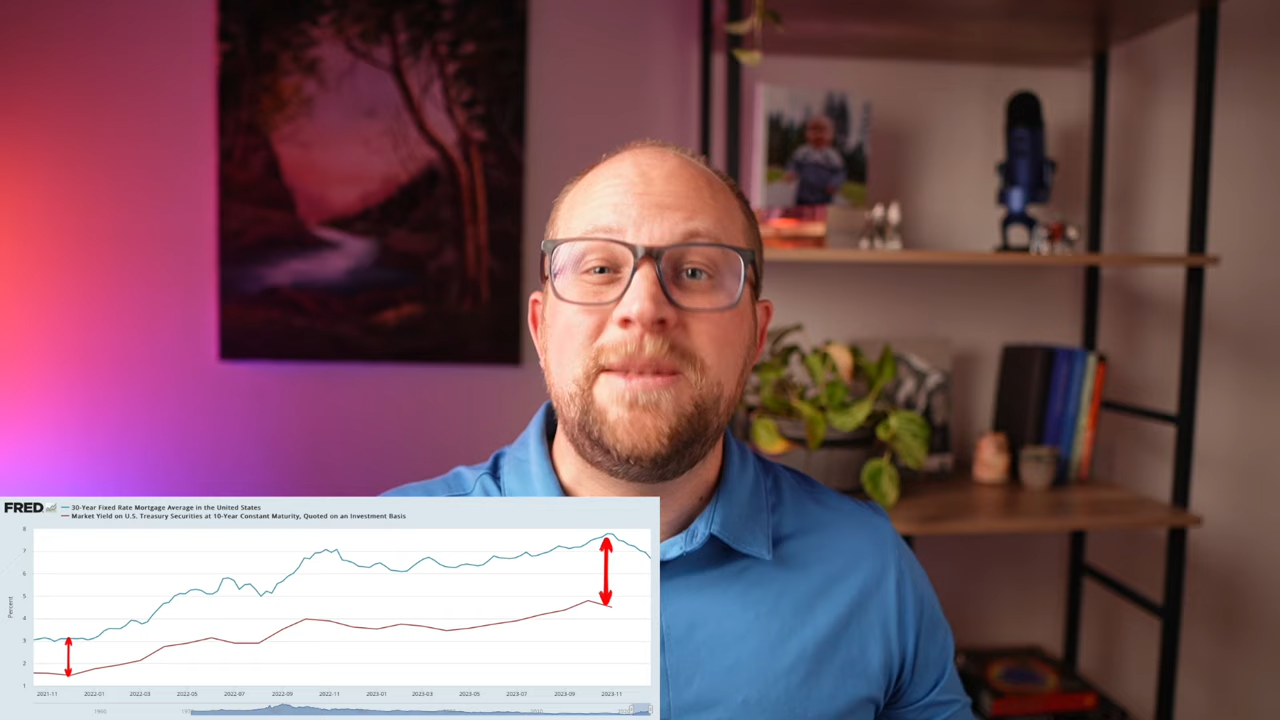 FRED
30-Year Fixed Rate Mortgage Average in the United States
Market Yield on U.S. Treasury Securities at 10-Year Constant Maturity, Quoted on an Investment Basis
8
7
6
5
4
3
2
1
Percent
2021-11 2022-01 2022-03 2022-05 2022-07 2022-09 2022-11 2023-01 2023-03 2023-05 2023-07 2023-09 2023-11
1960